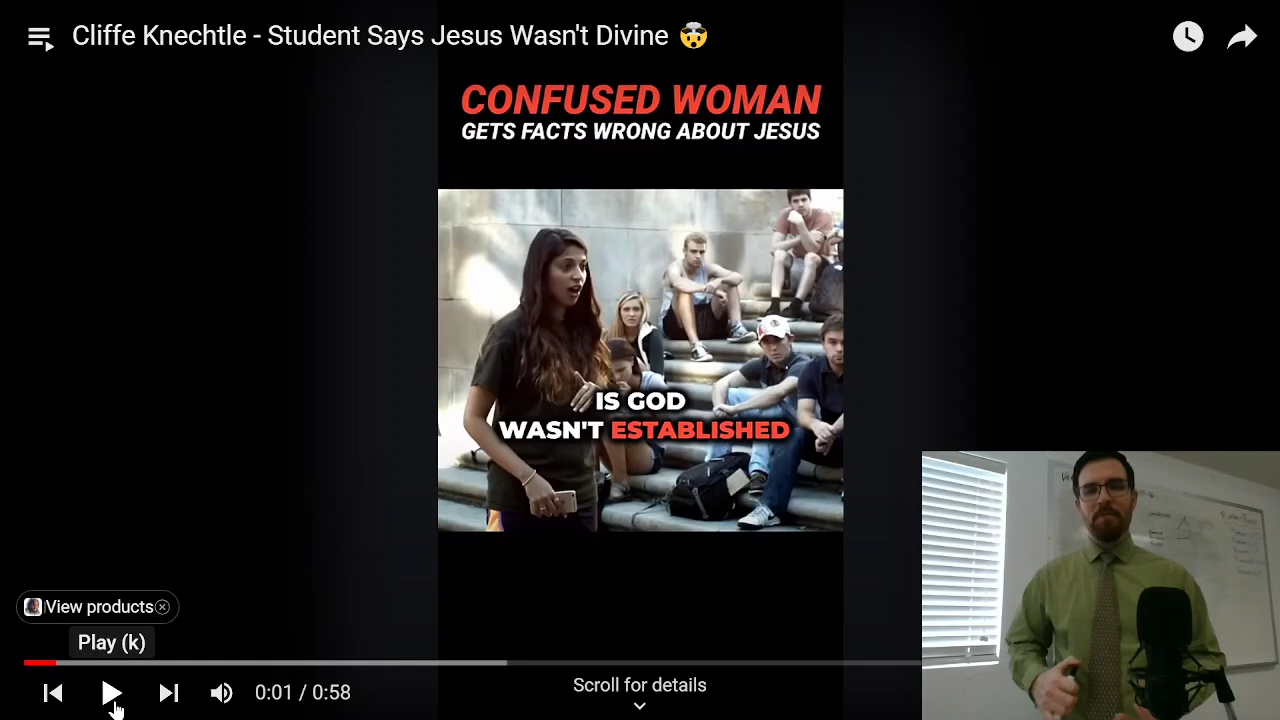 Cliffe Knechtle - Student Says Jesus Wasn't Divine 🤯
CONFUSED WOMAN
GETS FACTS WRONG ABOUT JESUS
IS GOD
WASN'T ESTABLISHED
View products
Play (k)
0:01 / 0:58
Scroll for details